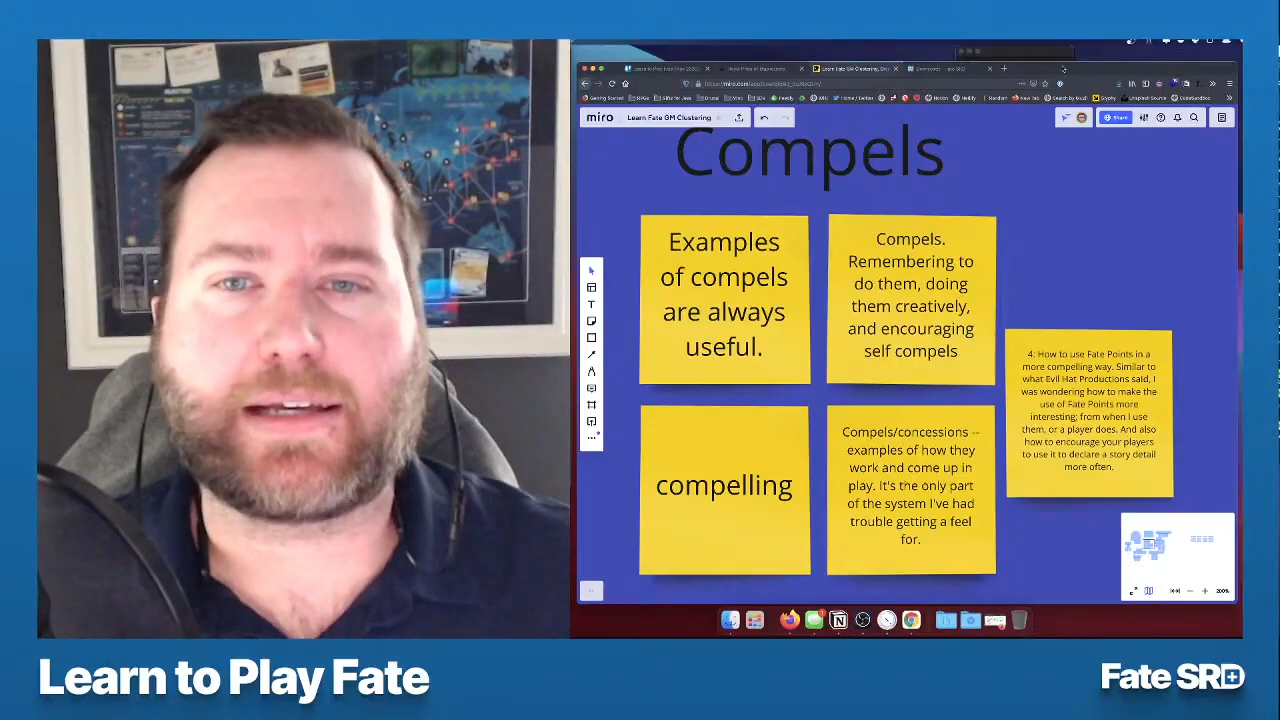 miro
Learn Fate GM Clustering
Share
Compels
Examples
of compels
are always
useful.
Compels.
Remembering to
do them, doing
them creatively,
and encouraging
self compels
4: How to use Fate Points in a
more compelling way. Similar to
what Evil Hat Productions said, I
was wondering how to make the
use of Fate Points more
interesting; from when I use
them, or a player does. And also
how to encourage your players
to use it to declare a story detail
more often.
compelling
Compels/concessions --
examples of how they
work and come up in
play. It's the only part
of the system I've had
trouble getting a feel
for.
200%
Learn to Play Fate
Fate SRD